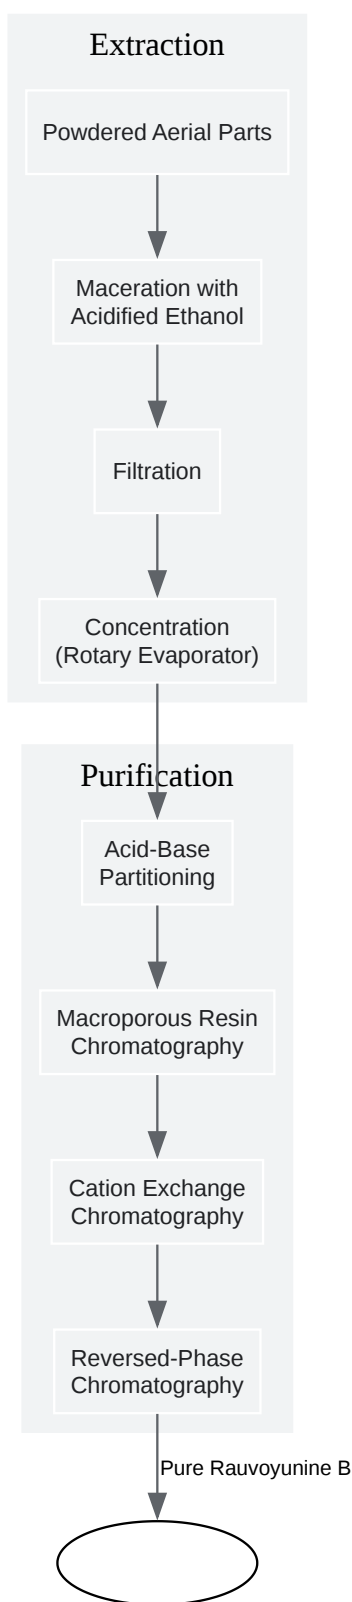 Extraction
Powdered Aerial Parts
Maceration with
Acidified Ethanol
Filtration
Concentration
(Rotary Evaporator)
Purification
Acid-Base
Partitioning
Macroporous Resin
Chromatography
Cation Exchange
Chromatography
Reversed-Phase
Chromatography
Pure Rauvoyunine B